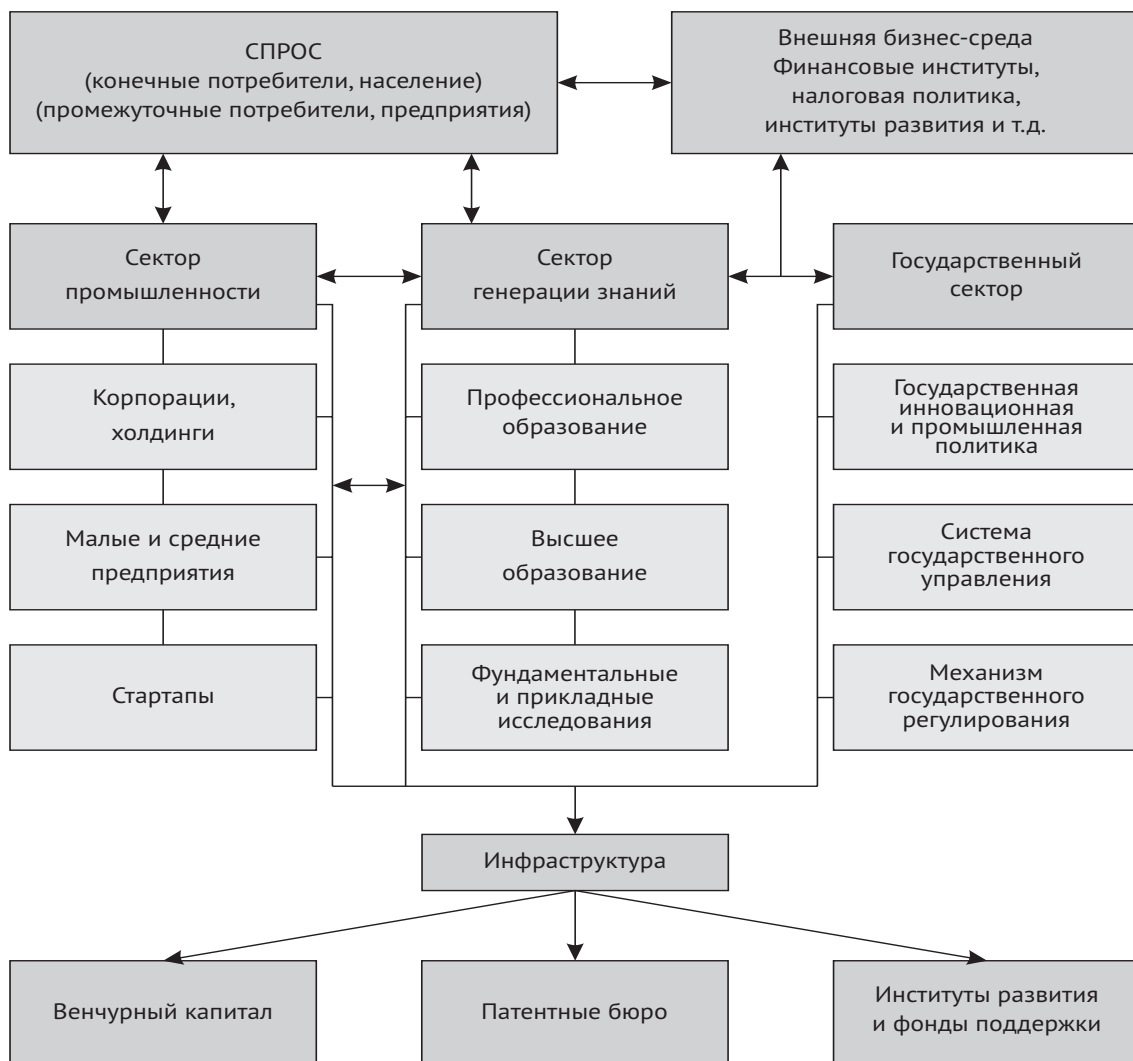 СПРОС
(конечные потребители, население)
(промежуточные потребители, предприятия)
Внешняя бизнес-среда
Финансовые институты,
налоговая политика,
институты развития и т.д.
Сектор
промышленности
Сектор
генерации знаний
Государственный
сектор
Корпорации,
холдинги
Профессиональное
образование
Государственная
инновационная
и промышленная
политика
Малые и средние
предприятия
Высшее
образование
Система
государственного
управления
Стартапы
Фундаментальные
и прикладные
исследования
Механизм
государственного
регулирования
Инфраструктура
Венчурный капитал
Патентные бюро
Институты развития
и фонды поддержки